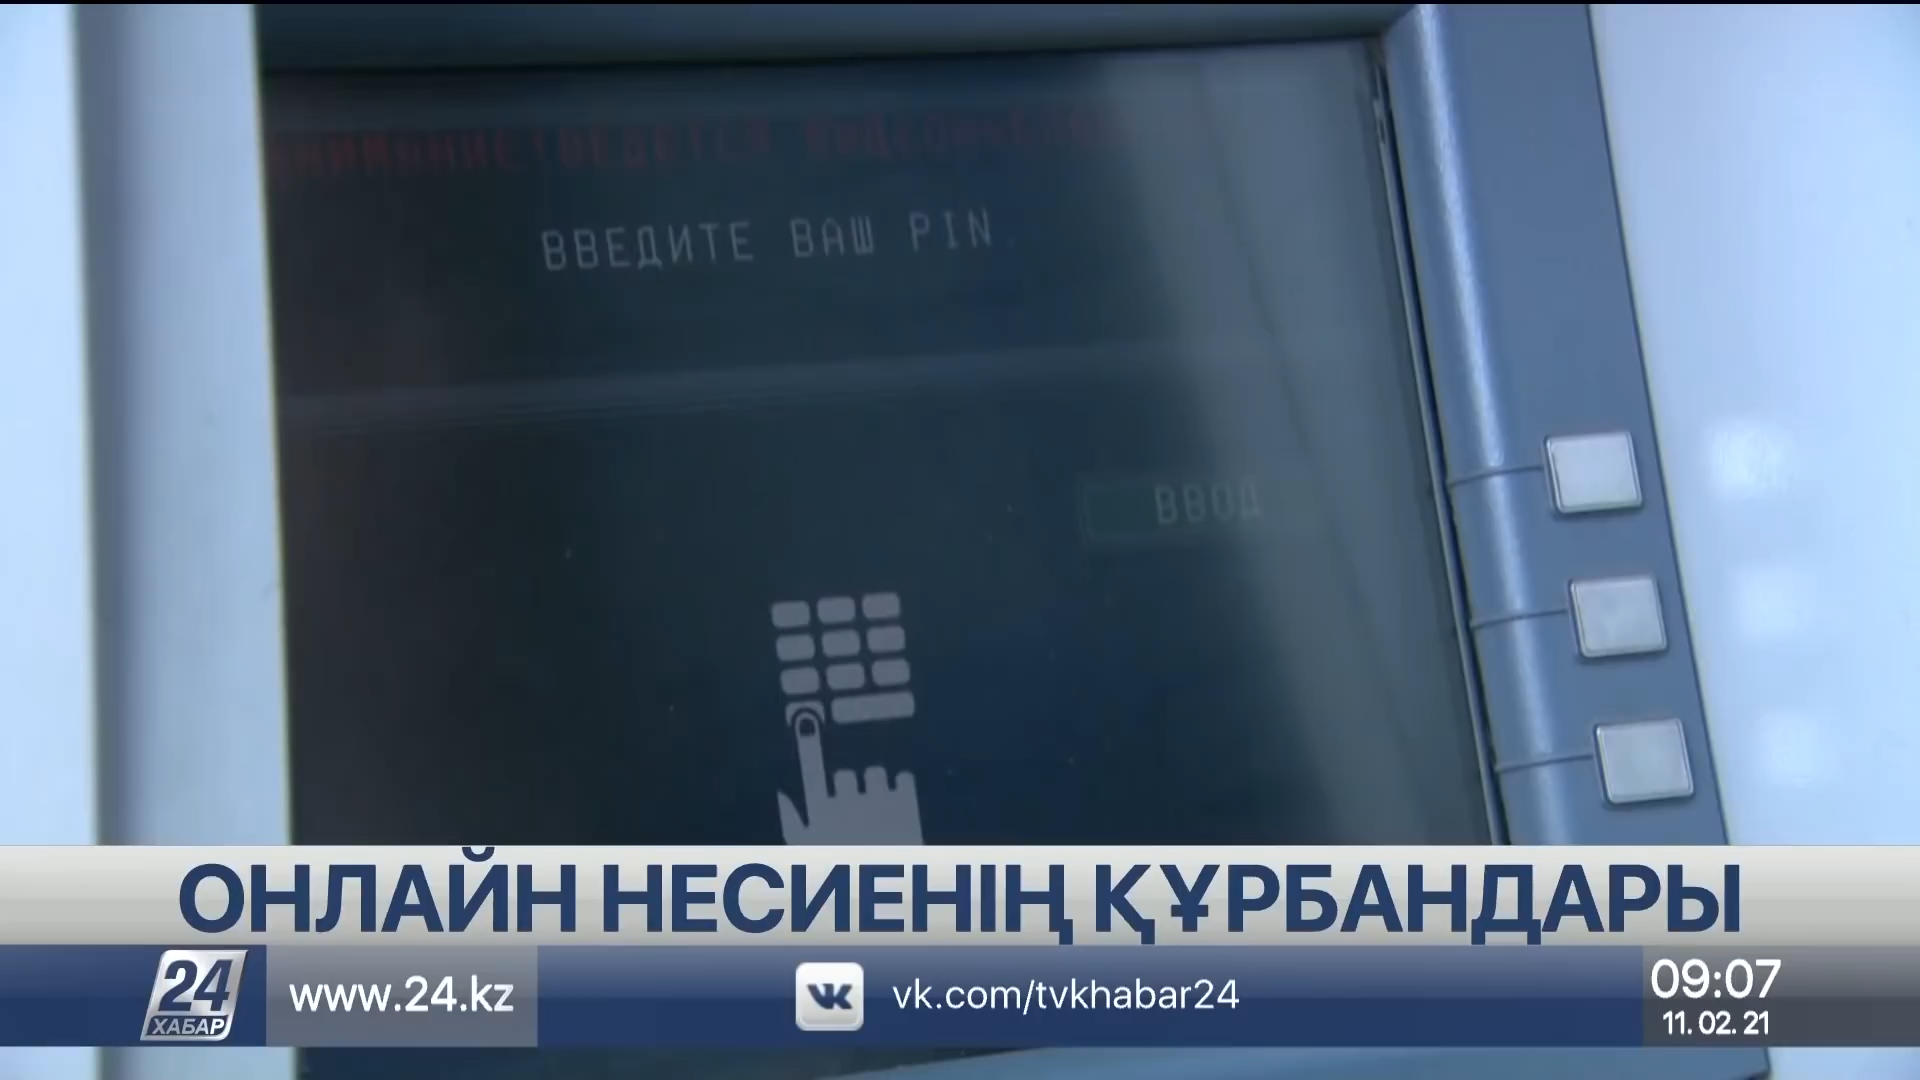 ВВЕДИТЕ ВАШ PIN
ВВОД
ОНЛАЙН НЕСИЕНІҢ ҚҰРБАНДАРЫ
24
ХАБАР
www.24.kz
vk.com/tvkhabar24
09:07
11. 02. 21